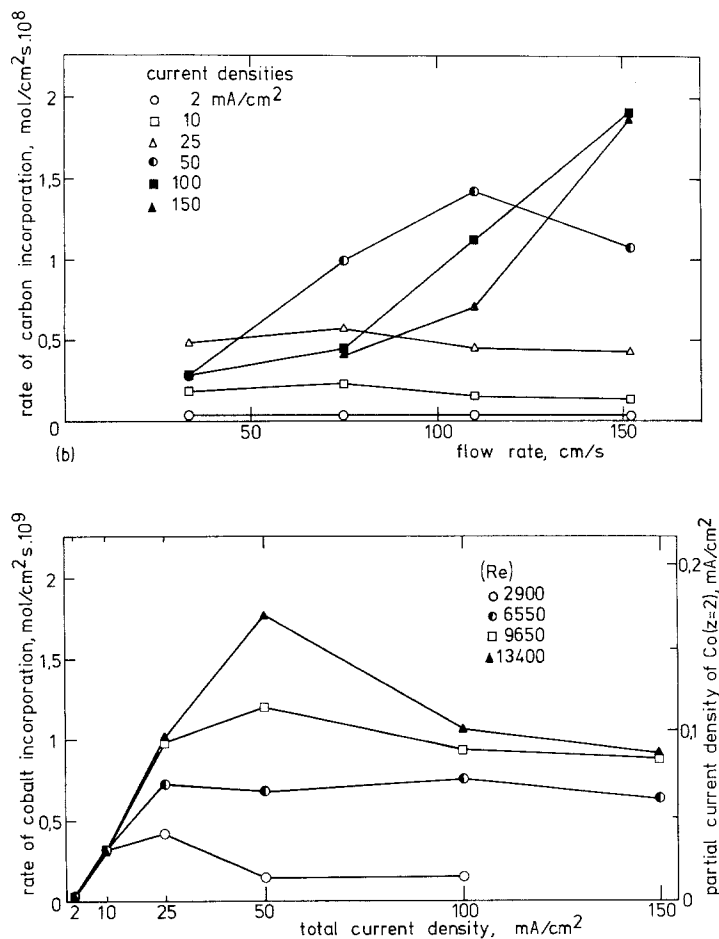 current densities
2 mA/cm²
10
25
50
100
150
rate of carbon incorporation, mol/cm²s.10⁸
2
1,5
1
0,5
0
50
100
150
(b)
flow rate, cm/s
rate of cobalt incorporation, mol/cm²s.10⁹
2
1,5
1
0,5
0
(Re)
2900
6550
9650
13400
0,2
0,1
0
partial current density of Co(z=2), mA/cm²
2 10 25 50 100 150
total current density, mA/cm²